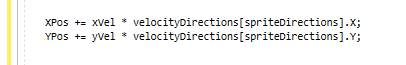 XPos += xVel * velocityDirections[spriteDirections].X;
YPos += yVel * velocityDirections[spriteDirections].Y;